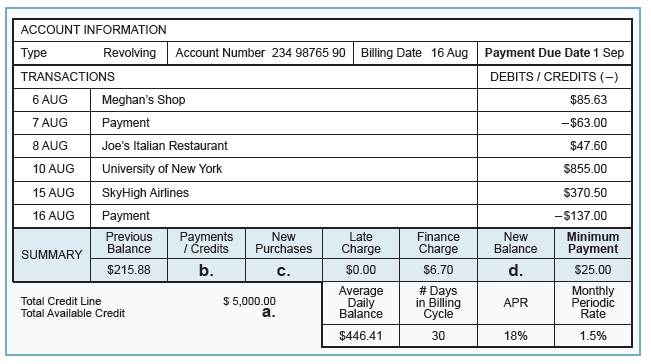 ACCOUNT INFORMATION
Type Revolving Account Number 234 98765 90 Billing Date 16 Aug Payment Due Date 1 Sep
TRANSACTIONS DEBITS / CREDITS (–)
6 AUG Meghan's Shop $85.63
7 AUG Payment –$63.00
8 AUG Joe's Italian Restaurant $47.60
10 AUG University of New York $855.00
15 AUG SkyHigh Airlines $370.50
16 AUG Payment –$137.00
SUMMARY
Previous Balance Payments / Credits New Purchases Late Charge Finance Charge New Balance Minimum Payment
$215.88 b. c. $0.00 $6.70 d. $25.00
Total Credit Line $ 5,000.00
Total Available Credit a.
Average Daily Balance # Days in Billing Cycle APR Monthly Periodic Rate
$446.41 30 18% 1.5%